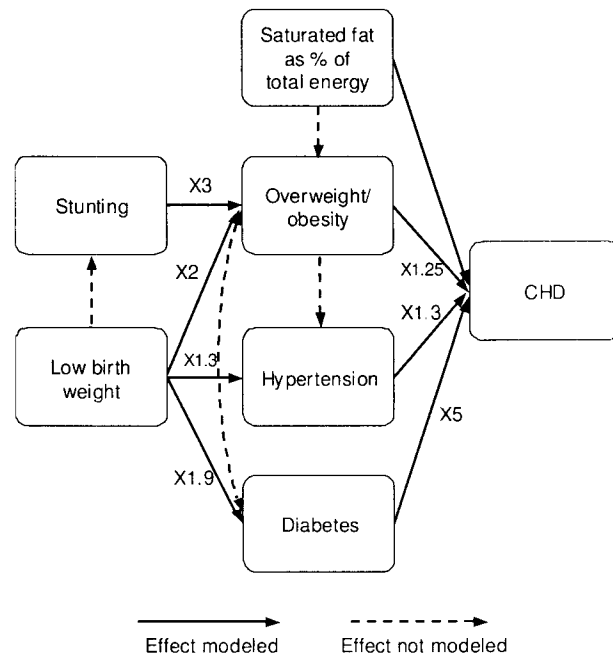 Saturated fat
as % of
total energy
X3
Stunting
Overweight/
obesity
X2
X1.25
CHD
X1.3
X1.3
Low birth
weight
Hypertension
X5
X1.9
Diabetes
Effect modeled
Effect not modeled